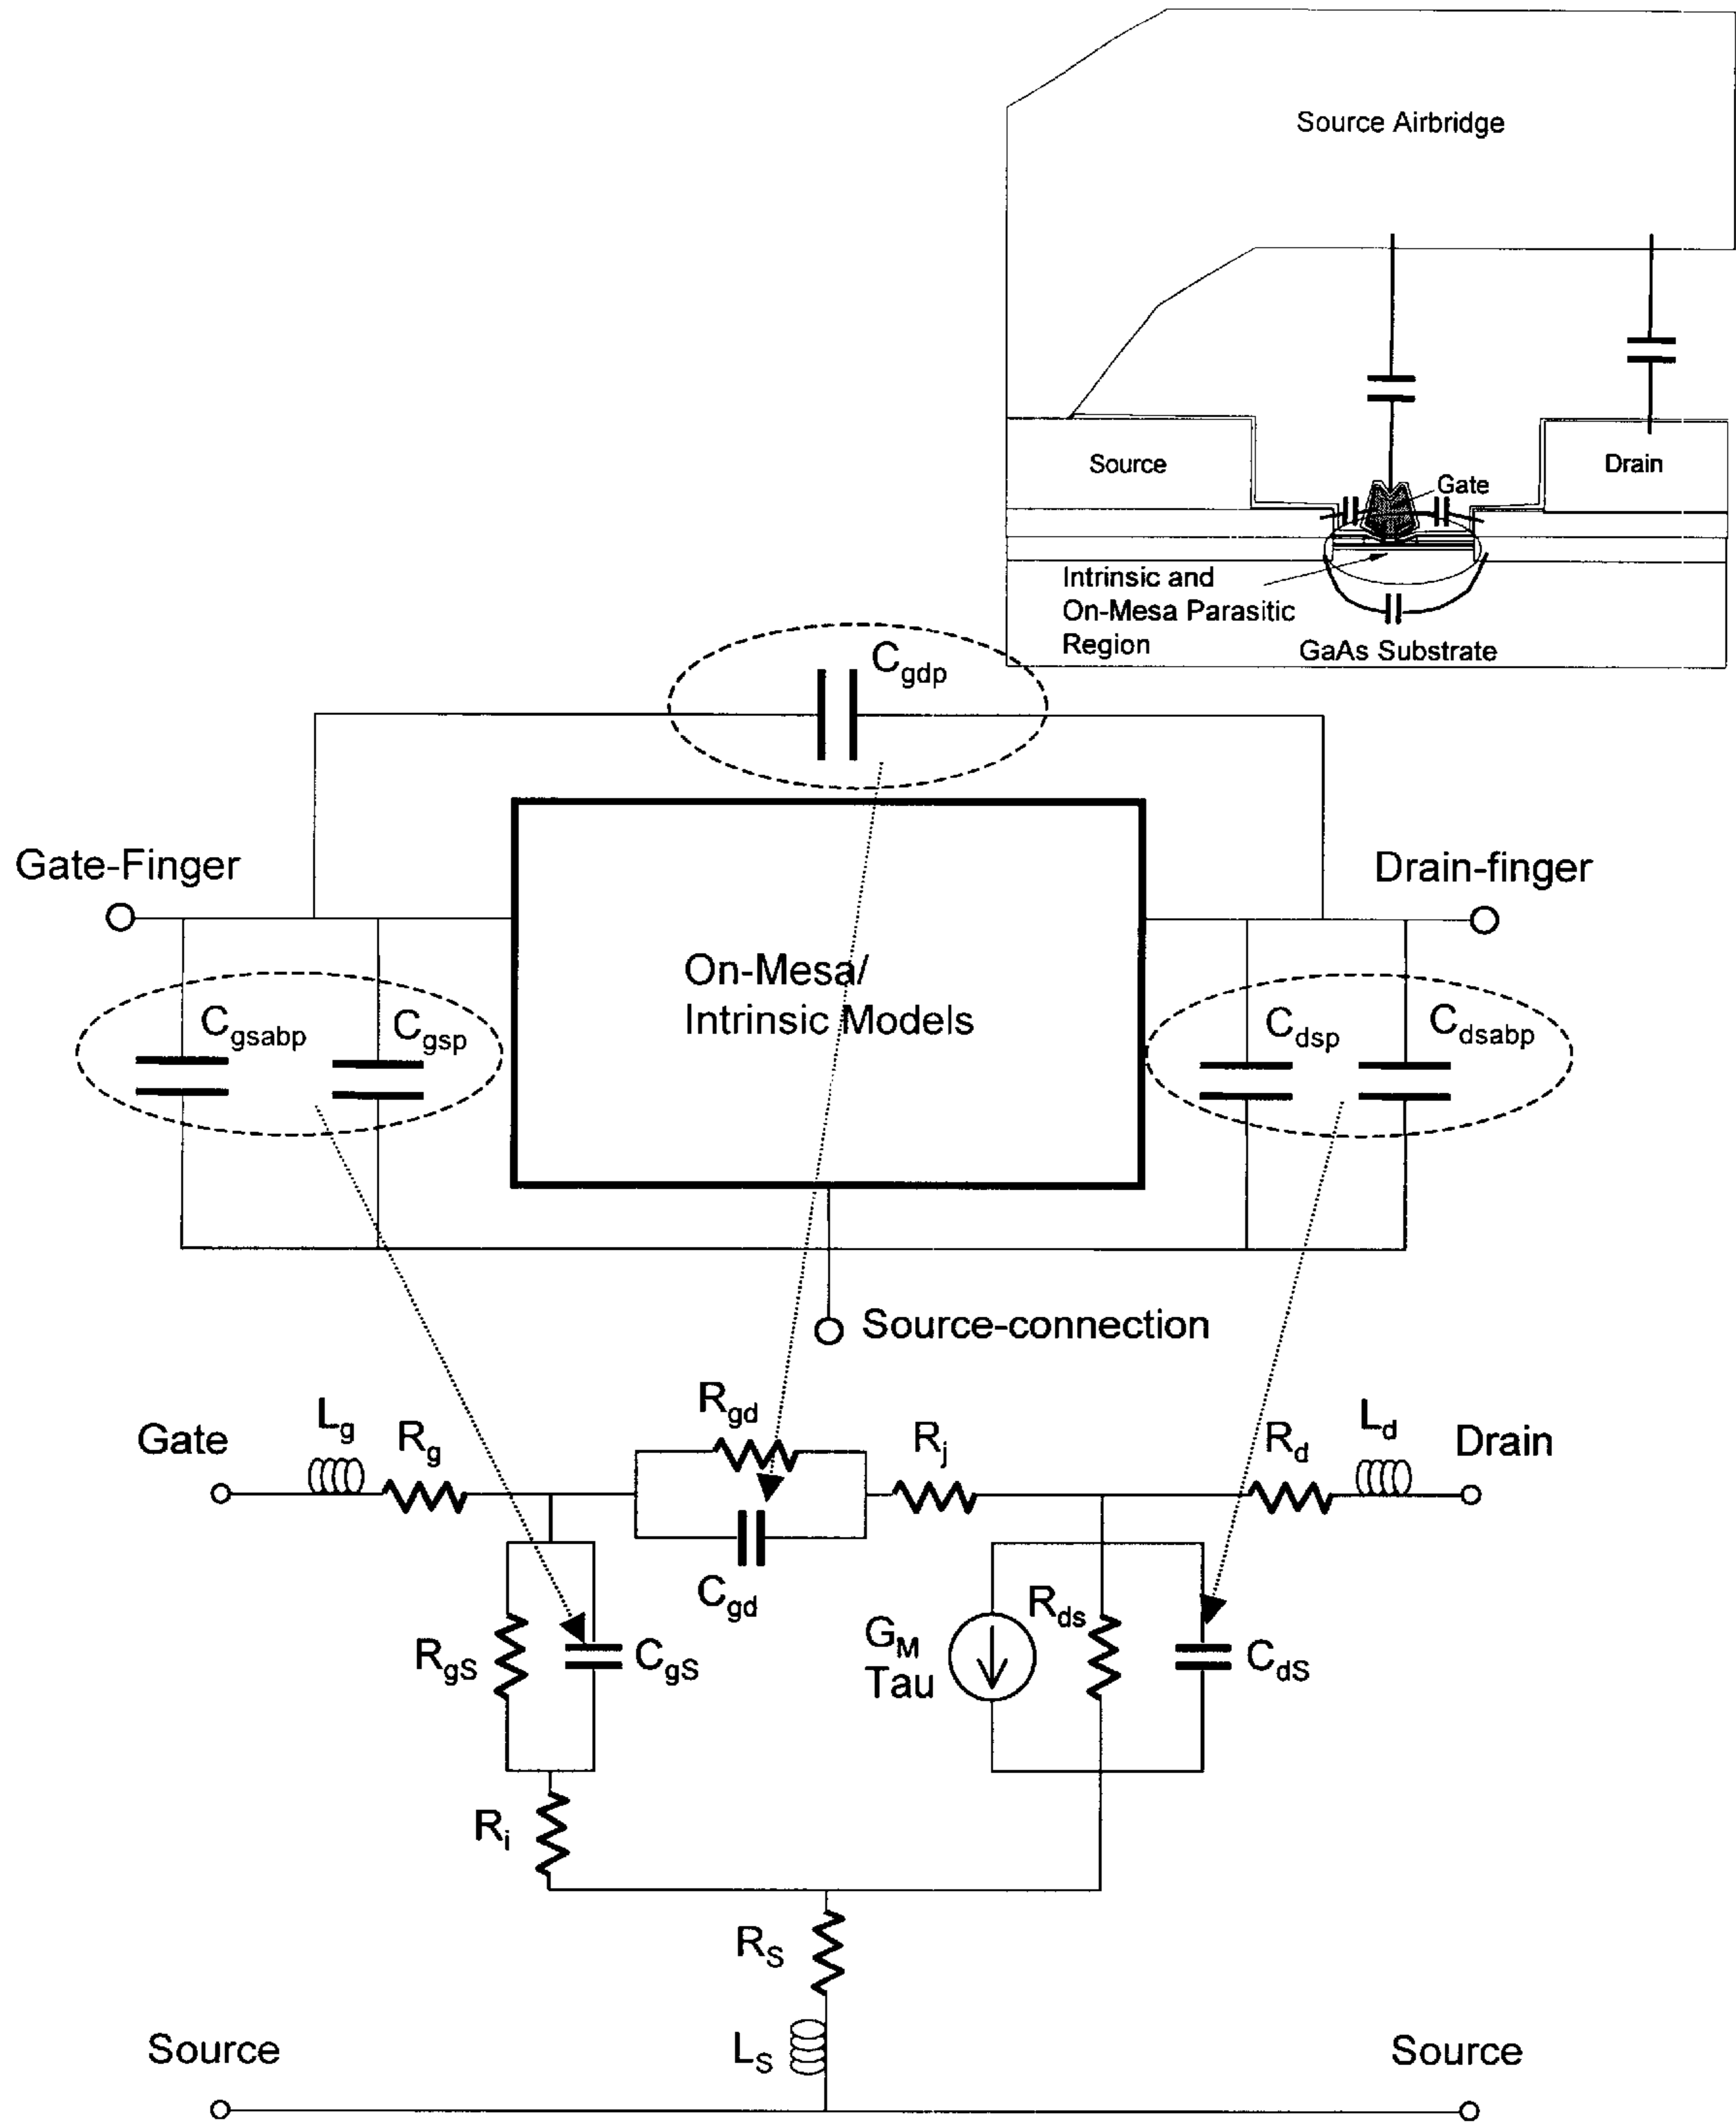 Source Airbridge
Source
Gate
Drain
Intrinsic and
On-Mesa Parasitic
Region
GaAs Substrate
Cgdp
Gate-Finger
Drain-finger
On-Mesa/
Intrinsic Models
Cgsabp
Cgsp
Cdsp
Cdsabp
Source-connection
Gate
Lg
Rg
Rgd
Rj
Rd
Ld
Drain
Cgd
RgS
CgS
GM
Tau
Rds
CdS
Ri
RS
LS
Source
Source